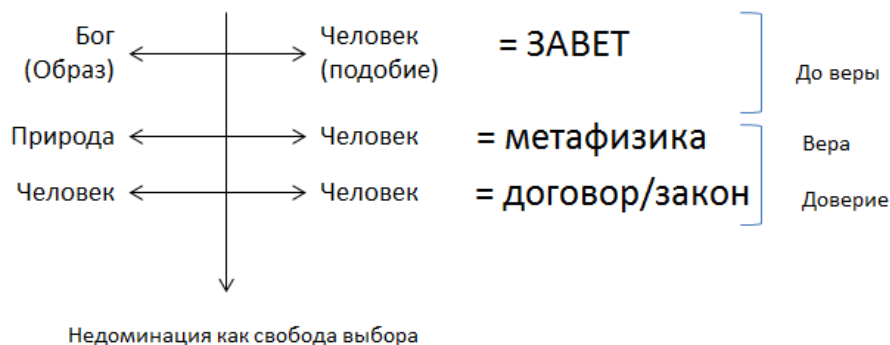 Бог
(Образ)
Человек
(подобие)
= ЗАВЕТ
До веры
Природа
Человек
= метафизика
Вера
Человек
Человек
= договор/закон
Доверие
Недоминация как свобода выбора